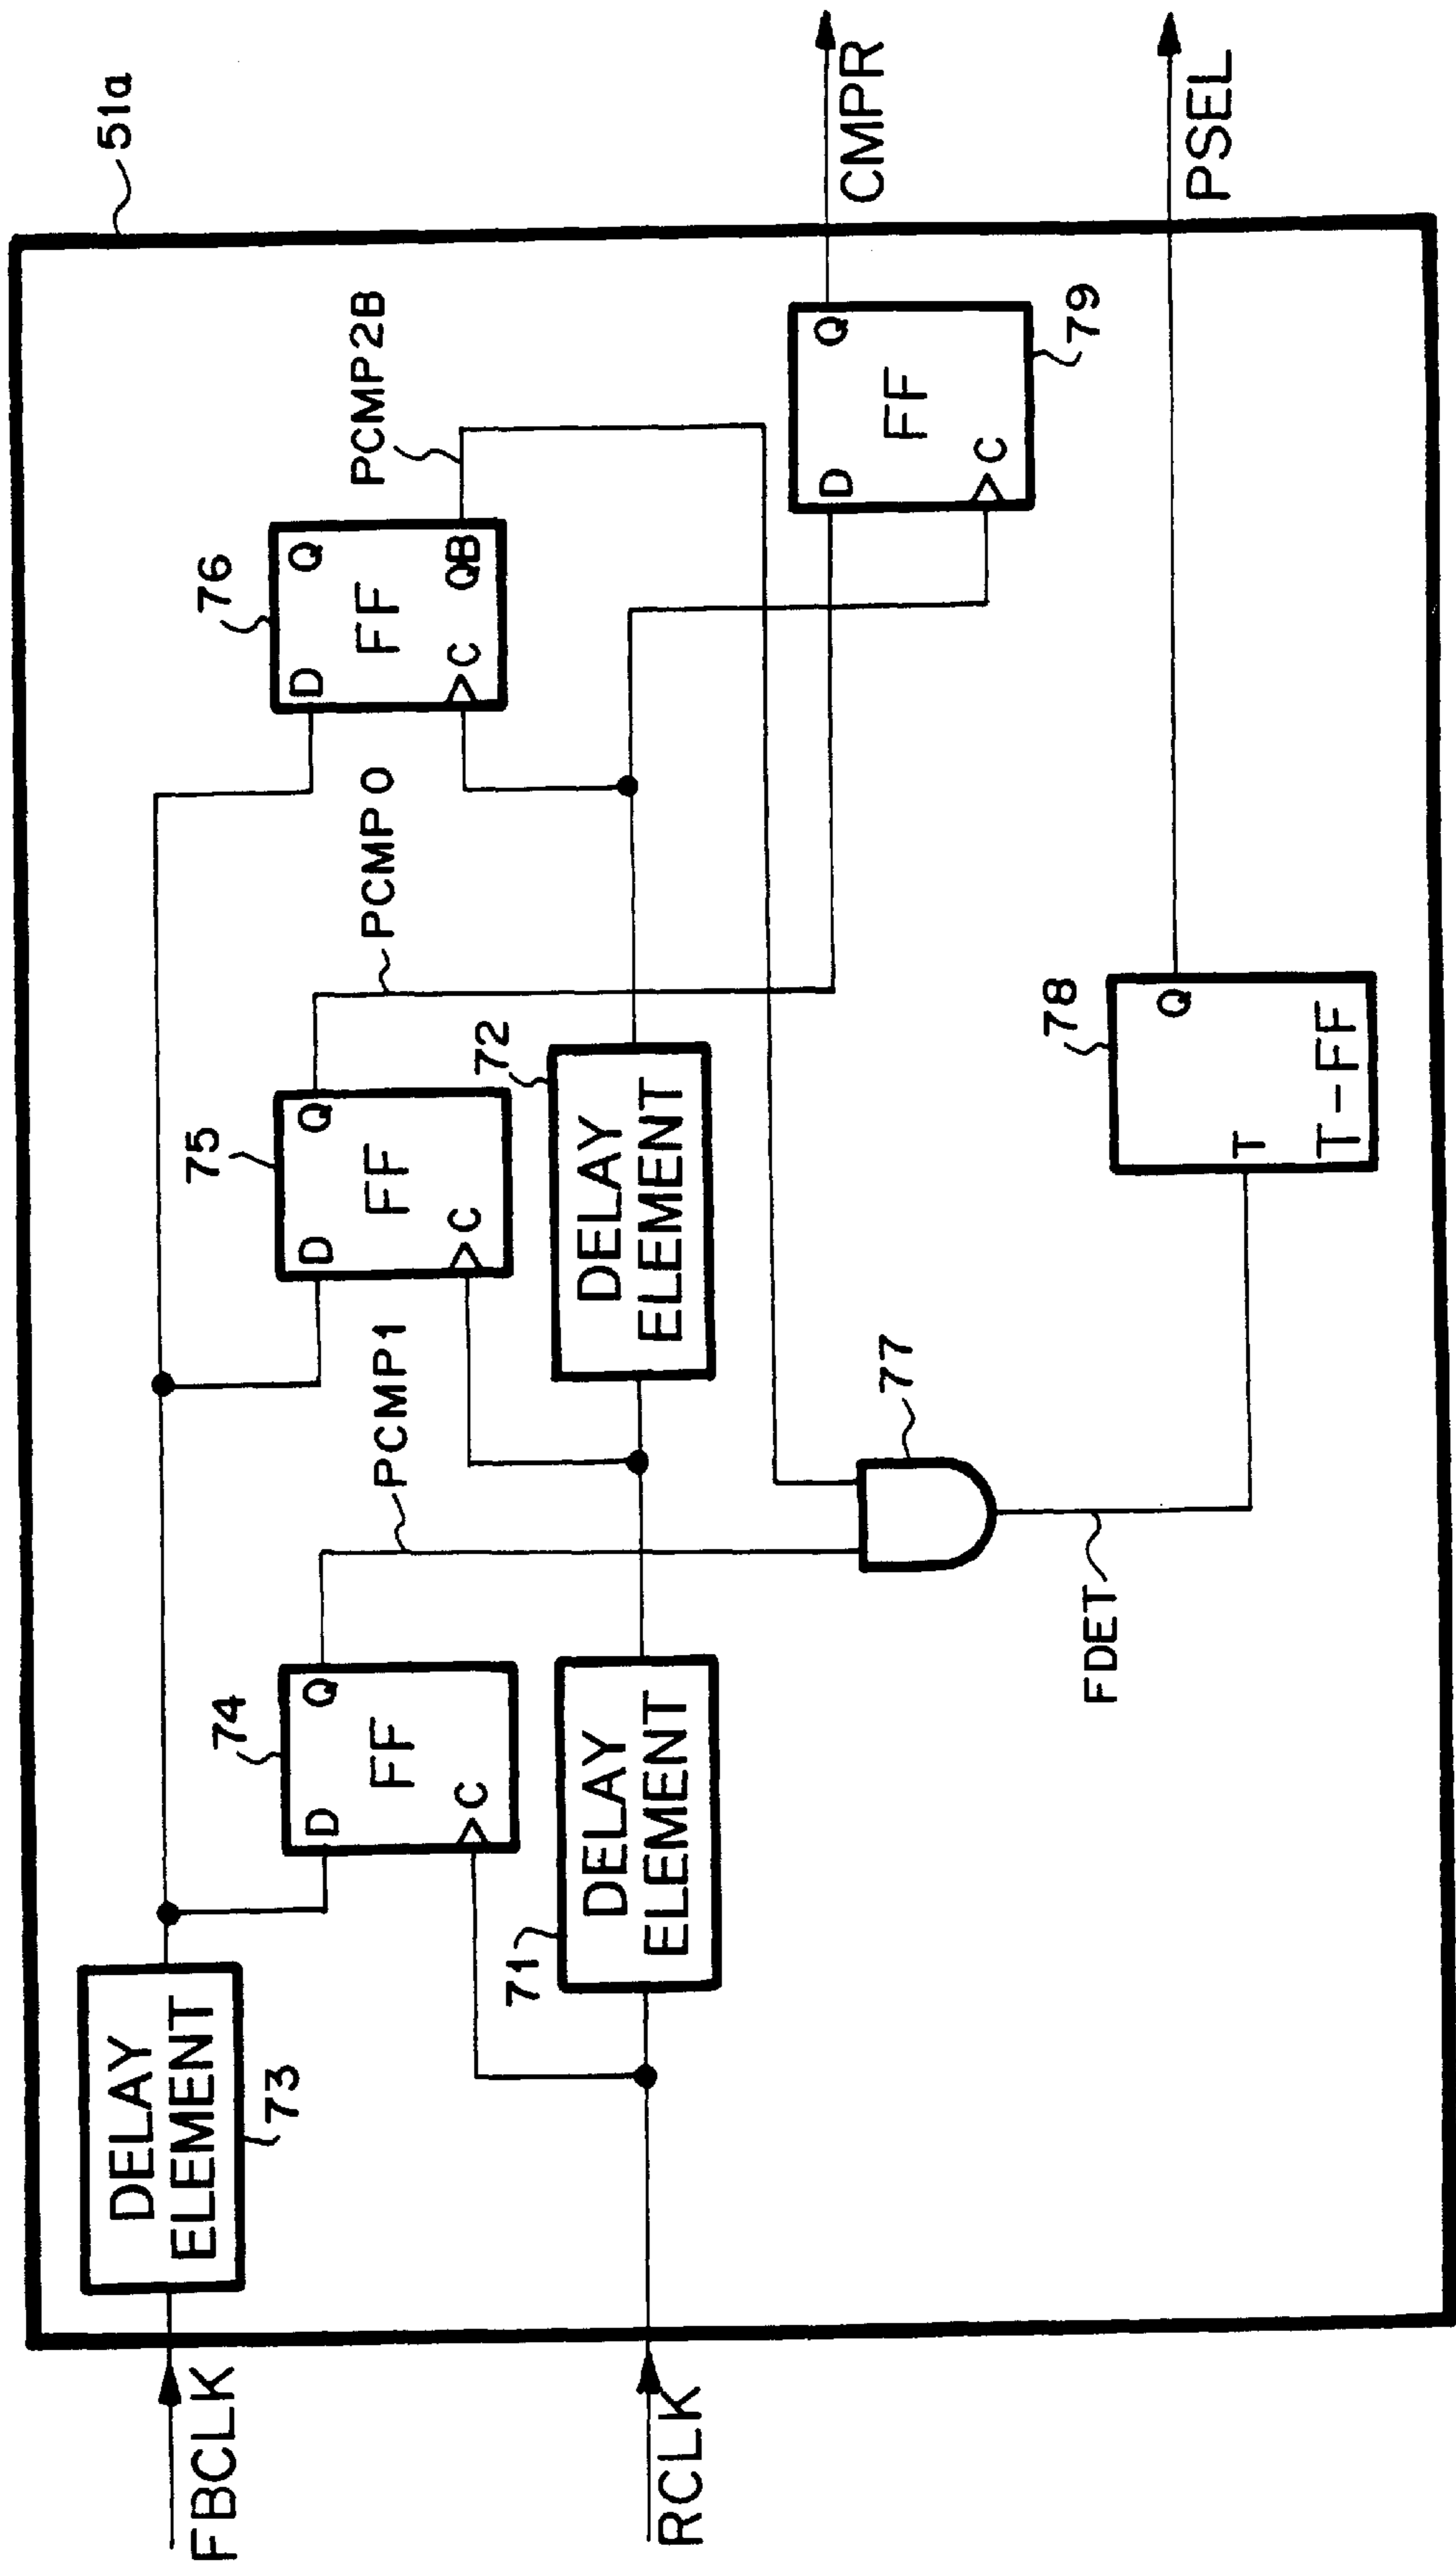 51a
FBCLK
DELAY
ELEMENT
73
74
D
Q
FF
C
PCMP1
75
D
Q
FF
C
PCMP0
76
D
Q
FF
C
QB
PCMP2B
RCLK
71
DELAY
ELEMENT
72
DELAY
ELEMENT
77
FDET
D
Q
FF
C
79
CMPR
78
Q
T
T-FF
PSEL